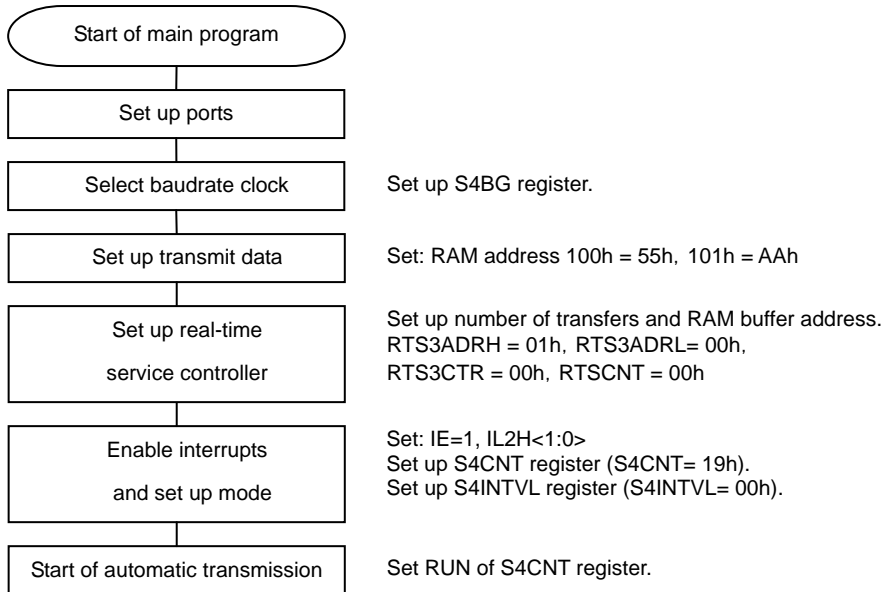 Start of main program
Set up ports
Select baudrate clock
Set up S4BG register.
Set up transmit data
Set: RAM address 100h = 55h, 101h = AAh
Set up real-time
service controller
Set up number of transfers and RAM buffer address.
RTS3ADRH = 01h, RTS3ADRL= 00h,
RTS3CTR = 00h, RTSCNT = 00h
Enable interrupts
and set up mode
Set: IE=1, IL2H<1:0>
Set up S4CNT register (S4CNT= 19h).
Set up S4INTVL register (S4INTVL= 00h).
Start of automatic transmission
Set RUN of S4CNT register.